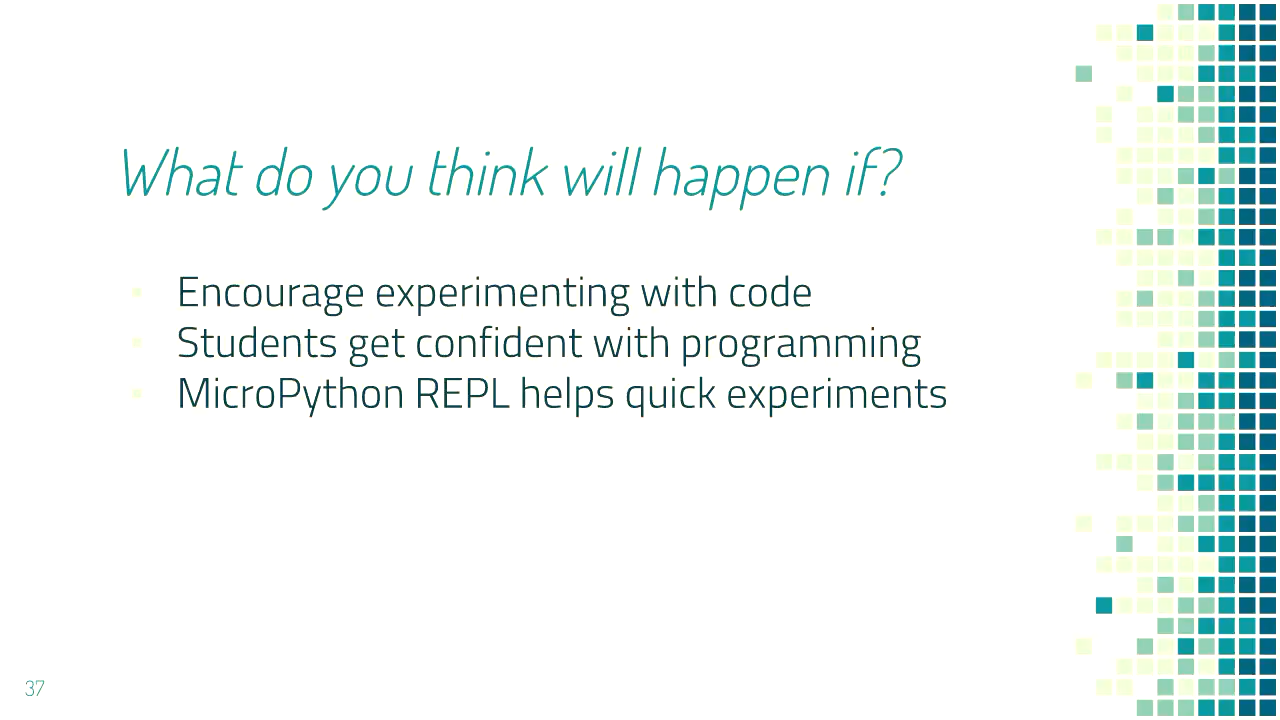 What do you think will happen if?
Encourage experimenting with code
Students get confident with programming
MicroPython REPL helps quick experiments
37